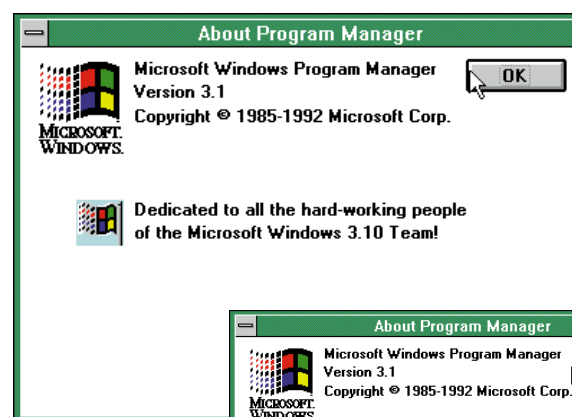 About Program Manager
Microsoft Windows Program Manager
Version 3.1
Copyright © 1985-1992 Microsoft Corp.
OK
MICROSOFT.
WINDOWS.
Dedicated to all the hard-working people
of the Microsoft Windows 3.10 Team!
About Program Manager
Microsoft Windows Program Manager
Version 3.1
Copyright © 1985-1992 Microsoft Corp.
MICROSOFT.
WINDOWS.